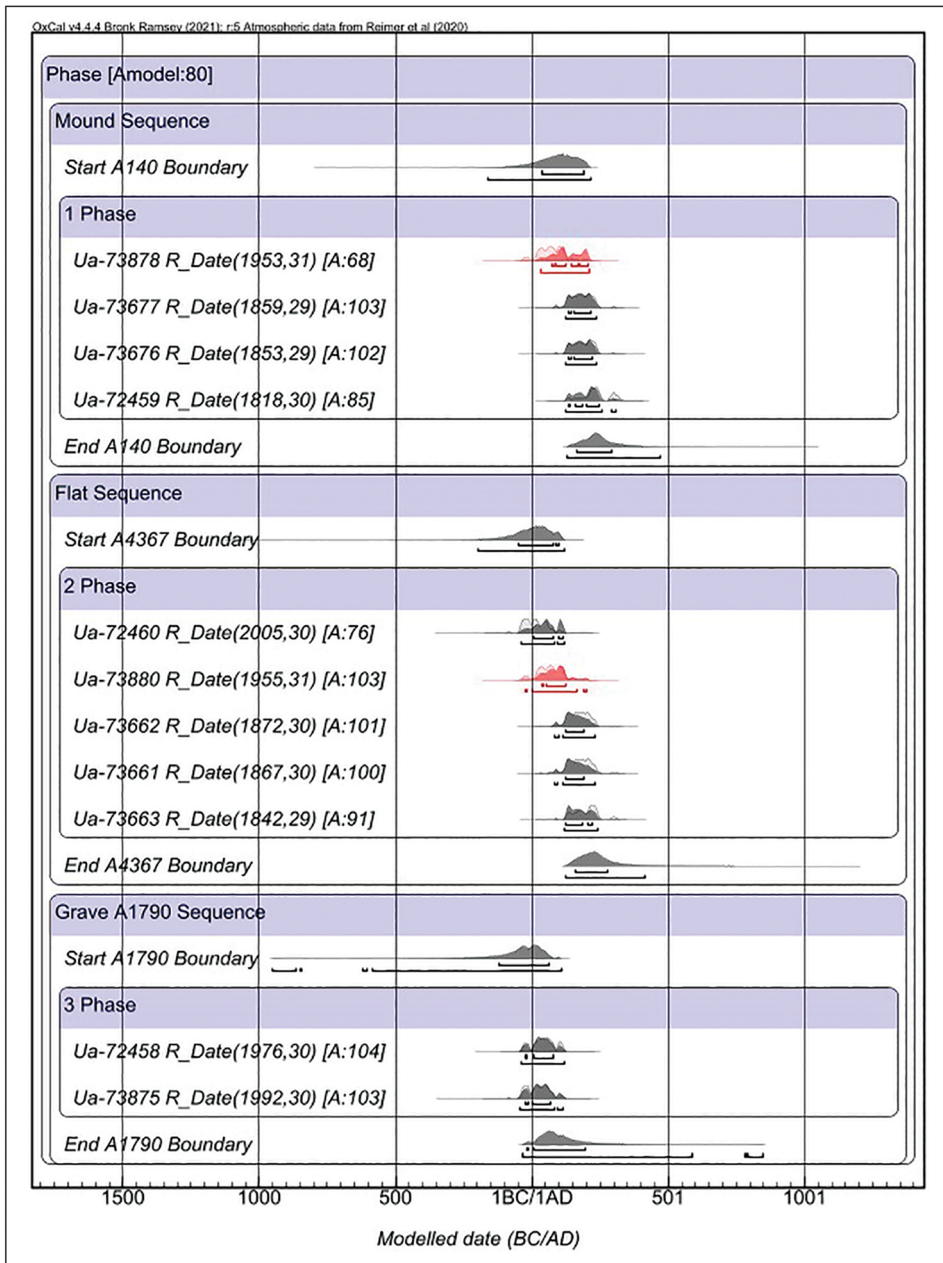 OxCal v4.4.4 Bronk Ramsey (2021); r:5 Atmospheric data from Reimer et al (2020)
Phase [Amodel:80]
Mound Sequence
Start A140 Boundary
1 Phase
Ua-73878 R_Date(1953,31) [A:68]
Ua-73677 R_Date(1859,29) [A:103]
Ua-73676 R_Date(1853,29) [A:102]
Ua-72459 R_Date(1818,30) [A:85]
End A140 Boundary
Flat Sequence
Start A4367 Boundary
2 Phase
Ua-72460 R_Date(2005,30) [A:76]
Ua-73880 R_Date(1955,31) [A:103]
Ua-73662 R_Date(1872,30) [A:101]
Ua-73661 R_Date(1867,30) [A:100]
Ua-73663 R_Date(1842,29) [A:91]
End A4367 Boundary
Grave A1790 Sequence
Start A1790 Boundary
3 Phase
Ua-72458 R_Date(1976,30) [A:104]
Ua-73875 R_Date(1992,30) [A:103]
End A1790 Boundary
1500 1000 500 1BC/1AD 501 1001
Modelled date (BC/AD)